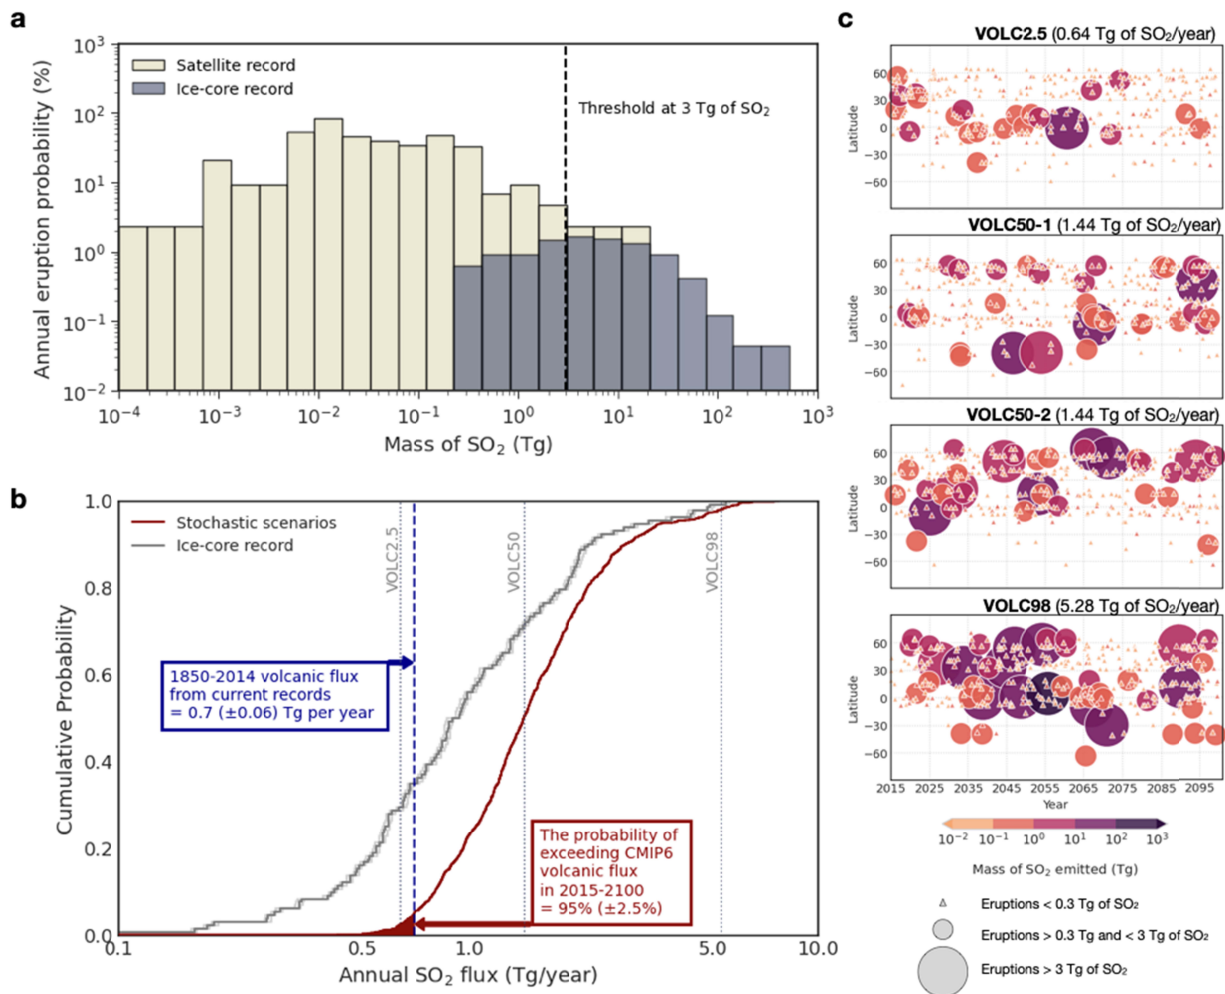 a
10³
10²
10¹
10⁰
10⁻¹
10⁻²
Annual eruption probability (%)
Satellite record
Ice-core record
Threshold at 3 Tg of SO₂
10⁻⁴
10⁻³
10⁻²
10⁻¹
10⁰
10¹
10²
10³
Mass of SO₂ (Tg)
b
1.0
0.8
0.6
0.4
0.2
0.0
Cumulative Probability
Stochastic scenarios
Ice-core record
VOLC2.5
VOLC50
VOLC98
1850-2014 volcanic flux
from current records
= 0.7 (±0.06) Tg per year
The probability of
exceeding CMIP6
volcanic flux
in 2015-2100
= 95% (±2.5%)
0.1
0.5
1.0
5.0
10.0
Annual SO₂ flux (Tg/year)
c
VOLC2.5 (0.64 Tg of SO₂/year)
60
30
0
−30
−60
Latitude
VOLC50-1 (1.44 Tg of SO₂/year)
60
30
0
−30
−60
Latitude
VOLC50-2 (1.44 Tg of SO₂/year)
60
30
0
−30
−60
Latitude
VOLC98 (5.28 Tg of SO₂/year)
60
30
0
−30
−60
Latitude
2015
2025
2035
2045
2055
2065
2075
2085
2095
Year
10⁻²
10⁻¹
10⁰
10¹
10²
10³
Mass of SO₂ emitted (Tg)
Eruptions < 0.3 Tg of SO₂
Eruptions > 0.3 Tg and < 3 Tg of SO₂
Eruptions > 3 Tg of SO₂